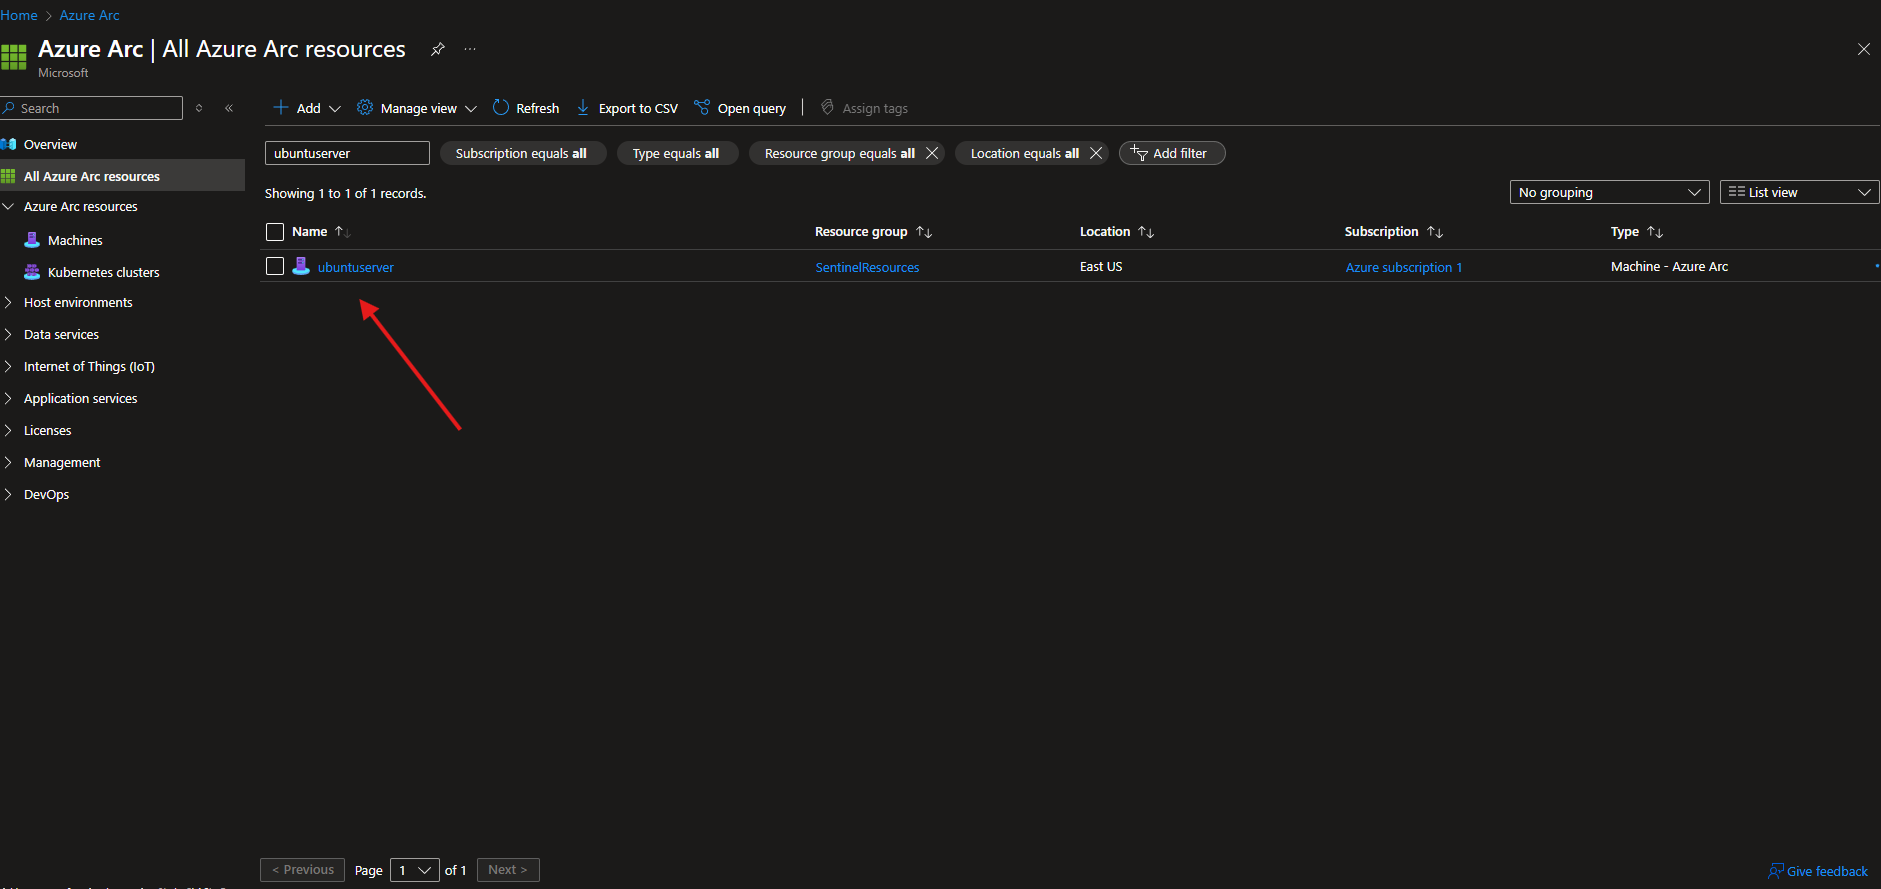 Home > Azure Arc
Azure Arc | All Azure Arc resources
Microsoft
Search
Overview
All Azure Arc resources
Azure Arc resources
Machines
Kubernetes clusters
Host environments
Data services
Internet of Things (IoT)
Application services
Licenses
Management
DevOps
Add Manage view Refresh Export to CSV Open query | Assign tags
ubuntuserver Subscription equals all Type equals all Resource group equals all Location equals all Add filter
Showing 1 to 1 of 1 records. No grouping List view
Name Resource group Location Subscription Type
ubuntuserver SentinelResources East US Azure subscription 1 Machine - Azure Arc
< Previous Page 1 of 1 Next >
Give feedback